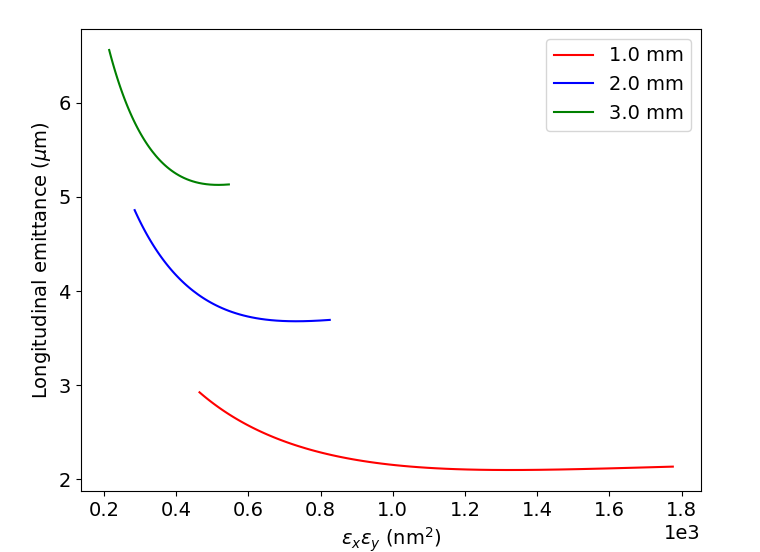 Longitudinal emittance (μm)
6
5
4
3
2
0.2 0.4 0.6 0.8 1.0 1.2 1.4 1.6 1.8
1e3
εₓεᵧ (nm²)
1.0 mm
2.0 mm
3.0 mm